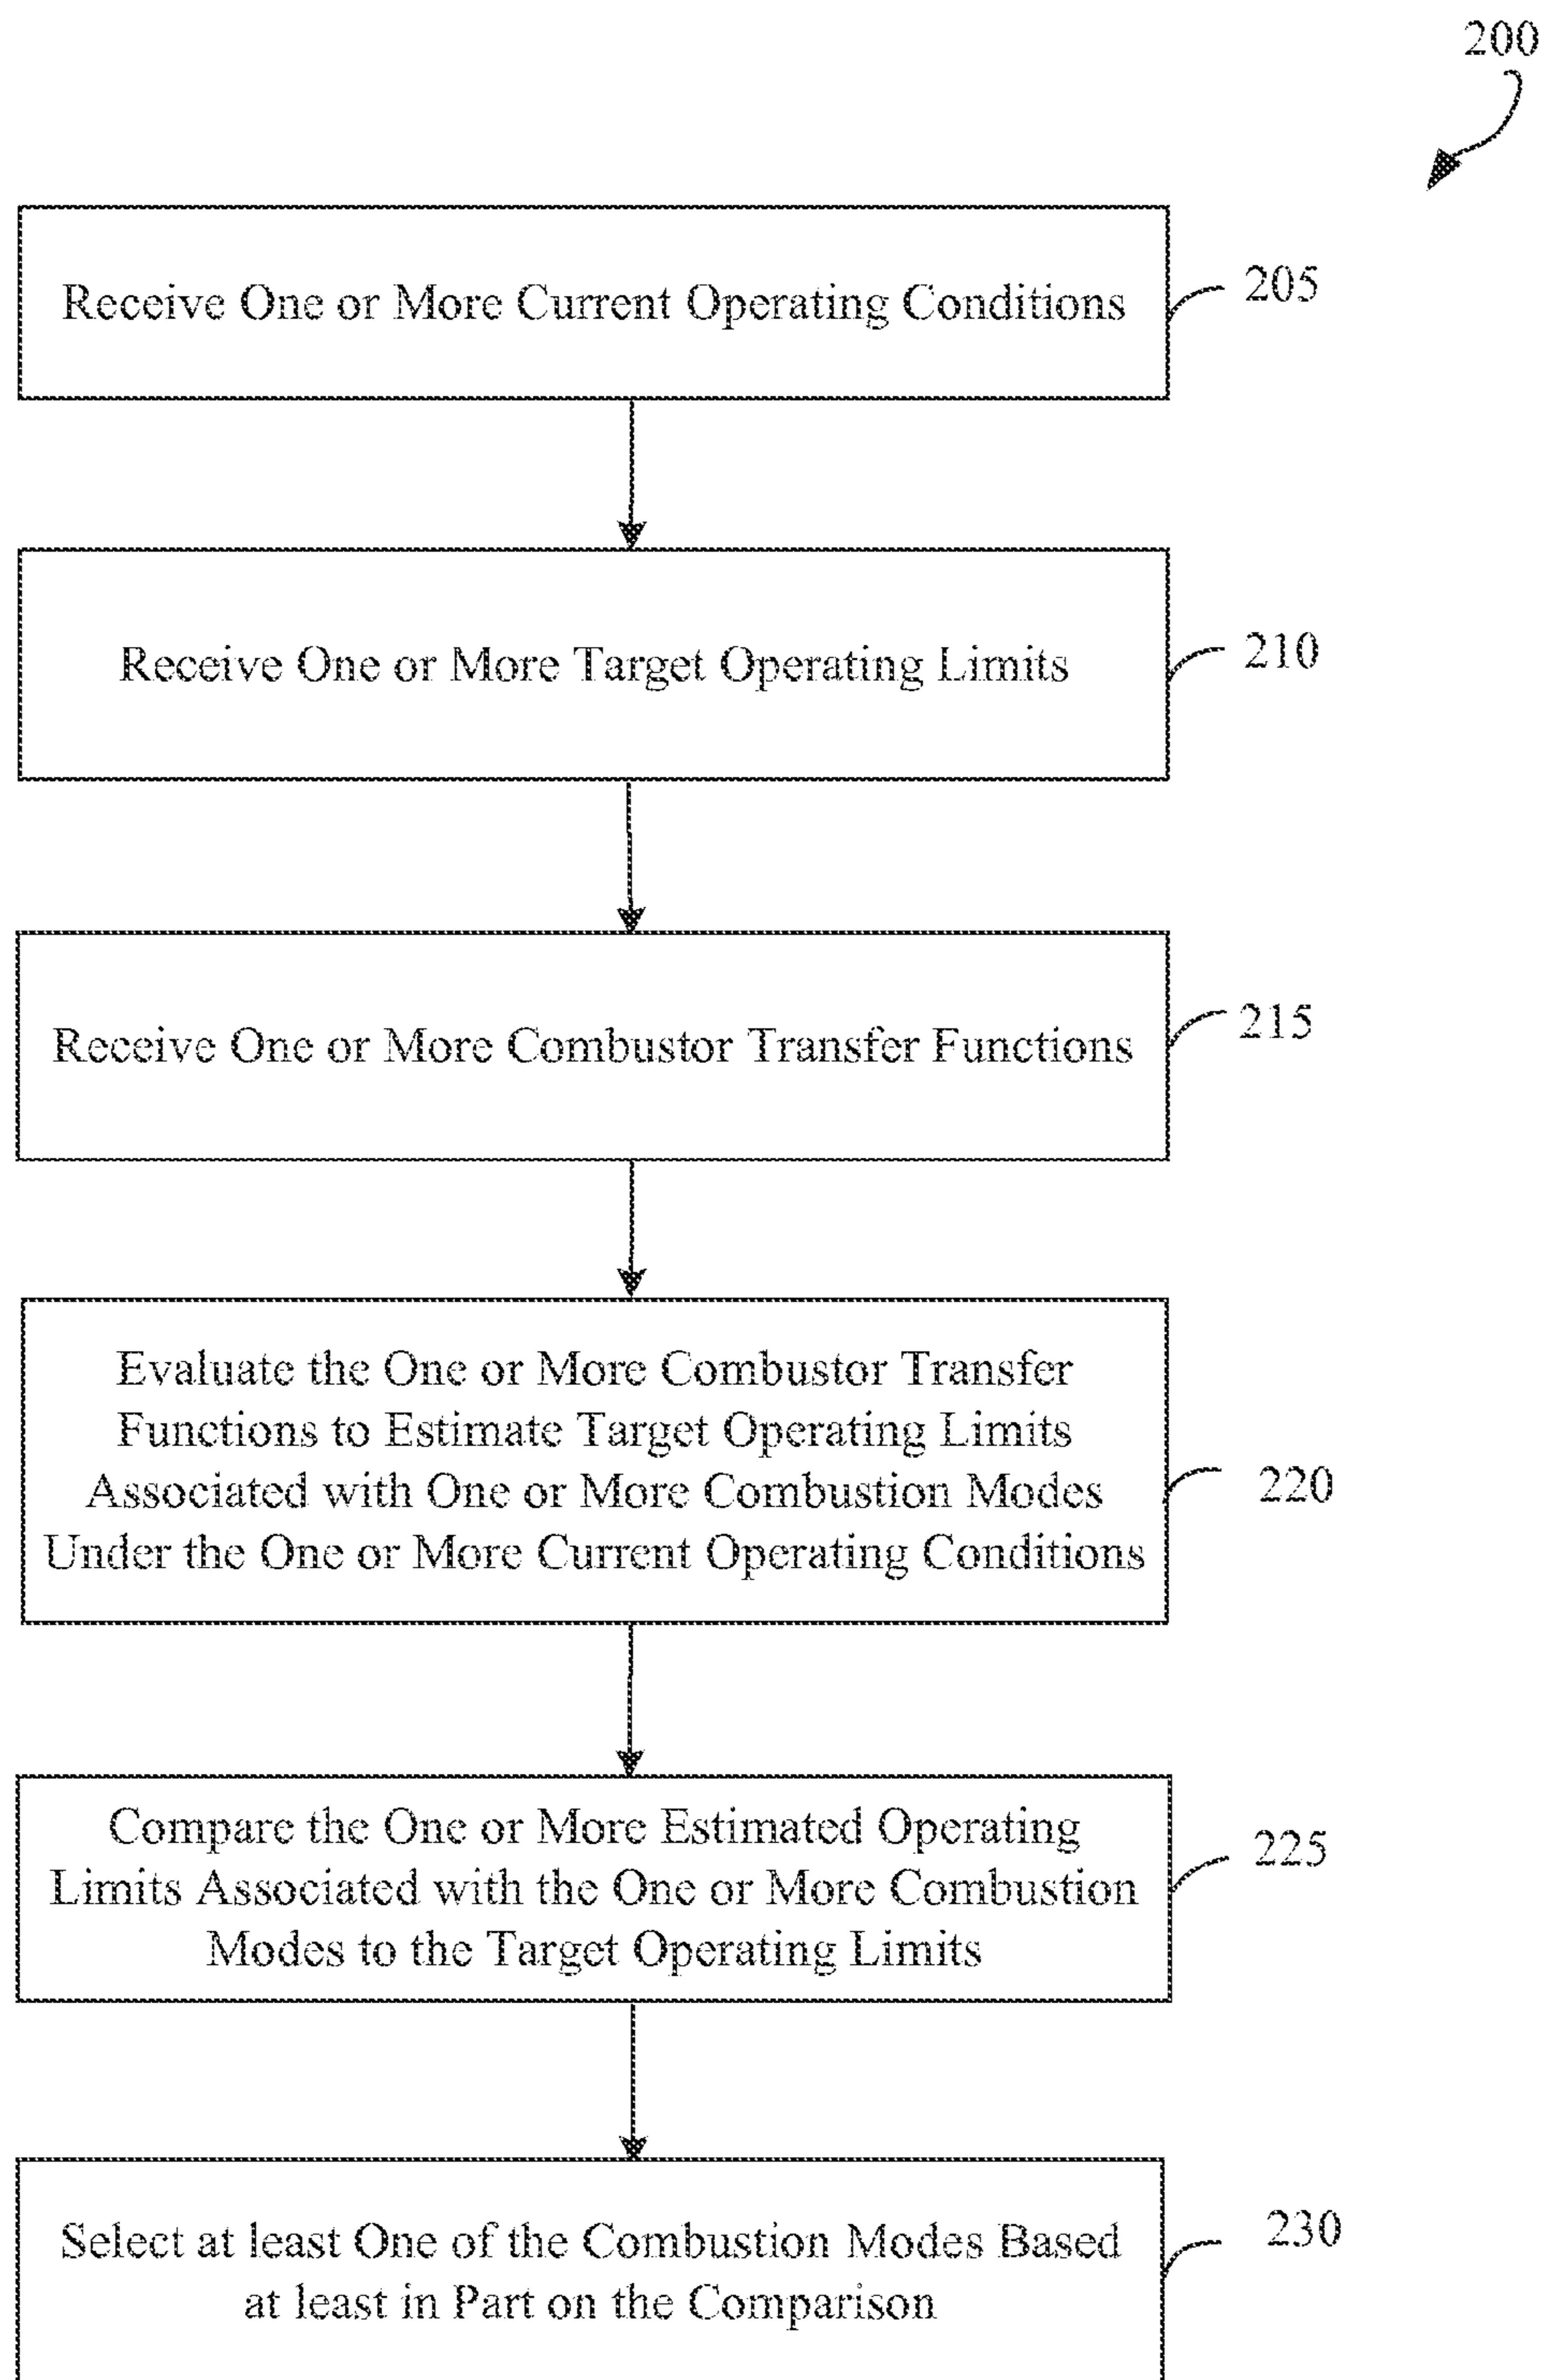 200
Receive One or More Current Operating Conditions
205
Receive One or More Target Operating Limits
210
Receive One or More Combustor Transfer Functions
215
Evaluate the One or More Combustor Transfer
Functions to Estimate Target Operating Limits
Associated with One or More Combustion Modes
Under the One or More Current Operating Conditions
220
Compare the One or More Estimated Operating
Limits Associated with the One or More Combustion
Modes to the Target Operating Limits
225
Select at least One of the Combustion Modes Based
at least in Part on the Comparison
230